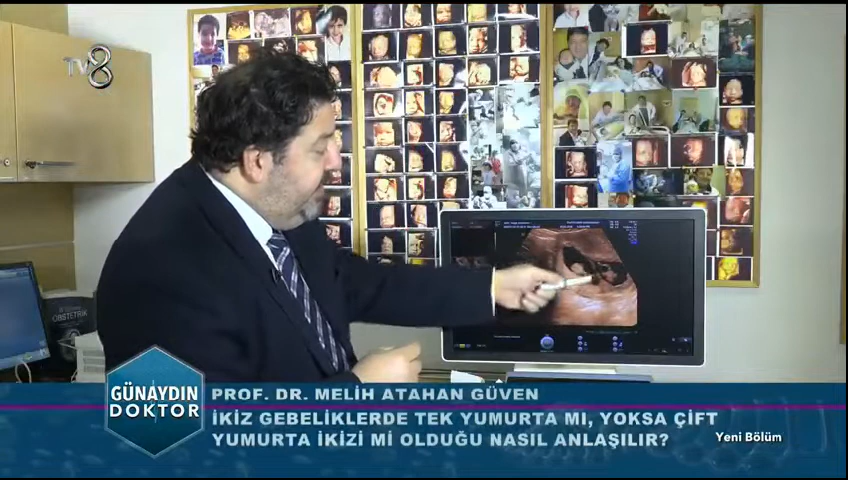 TV8
OBSTETRİK
GÜNAYDIN
DOKTOR
PROF. DR. MELİH ATAHAN GÜVEN
İKİZ GEBELİKLERDE TEK YUMURTA MI, YOKSA ÇİFT
YUMURTA İKİZİ Mİ OLDUĞU NASIL ANLAŞILIR?
Yeni Bölüm